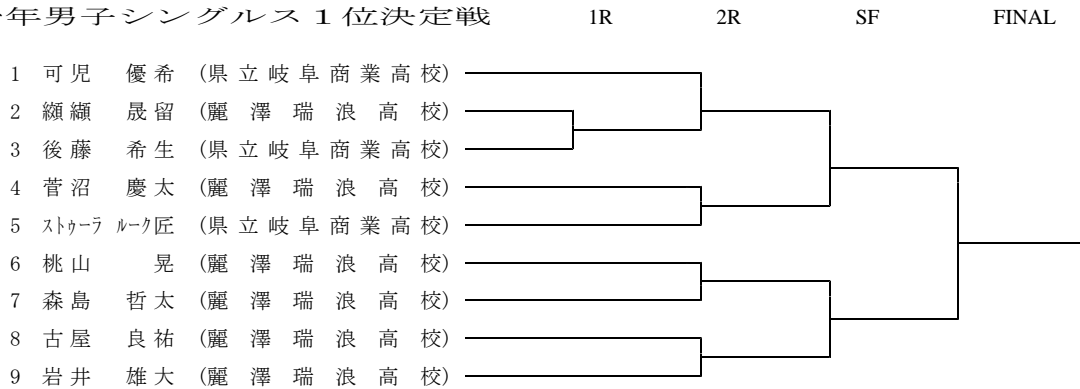 年男子シングルス１位決定戦 1R 2R SF FINAL
1 可児 優希 (県立岐阜商業高校)
2 纐纈 晟留 (麗澤瑞浪高校)
3 後藤 希生 (県立岐阜商業高校)
4 菅沼 慶太 (麗澤瑞浪高校)
5 ストゥーラ ルーク匠 (県立岐阜商業高校)
6 桃山 晃 (麗澤瑞浪高校)
7 森島 哲太 (麗澤瑞浪高校)
8 古屋 良祐 (麗澤瑞浪高校)
9 岩井 雄大 (麗澤瑞浪高校)